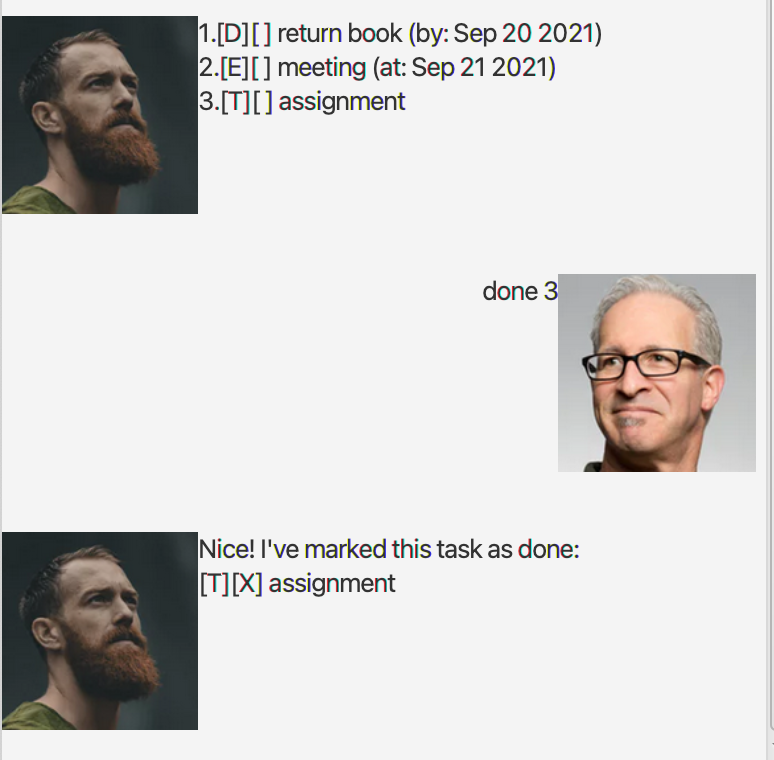 1.[D][ ] return book (by: Sep 20 2021)
2.[E][ ] meeting (at: Sep 21 2021)
3.[T][ ] assignment
done 3
Nice! I've marked this task as done:
[T][X] assignment